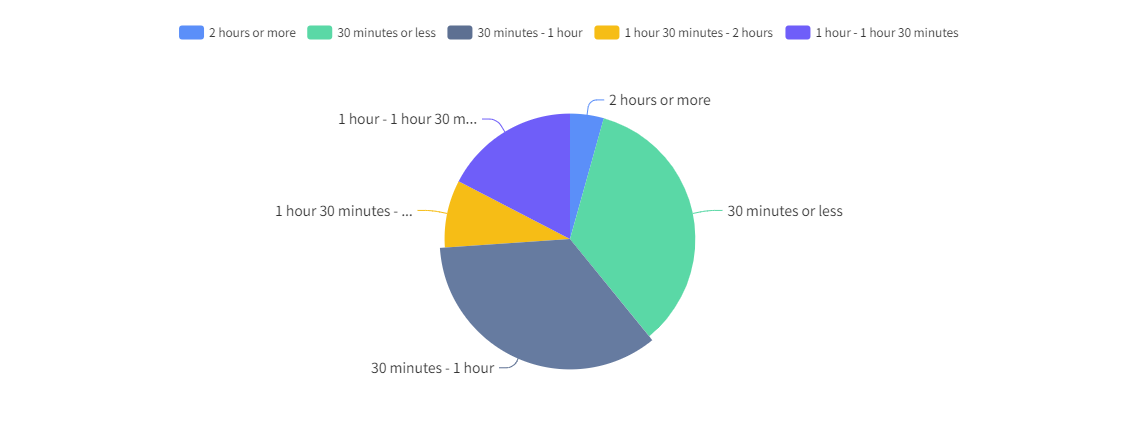 2 hours or more
30 minutes or less
30 minutes - 1 hour
1 hour 30 minutes - 2 hours
1 hour - 1 hour 30 minutes
2 hours or more
1 hour - 1 hour 30 m...
1 hour 30 minutes - ...
30 minutes or less
30 minutes - 1 hour